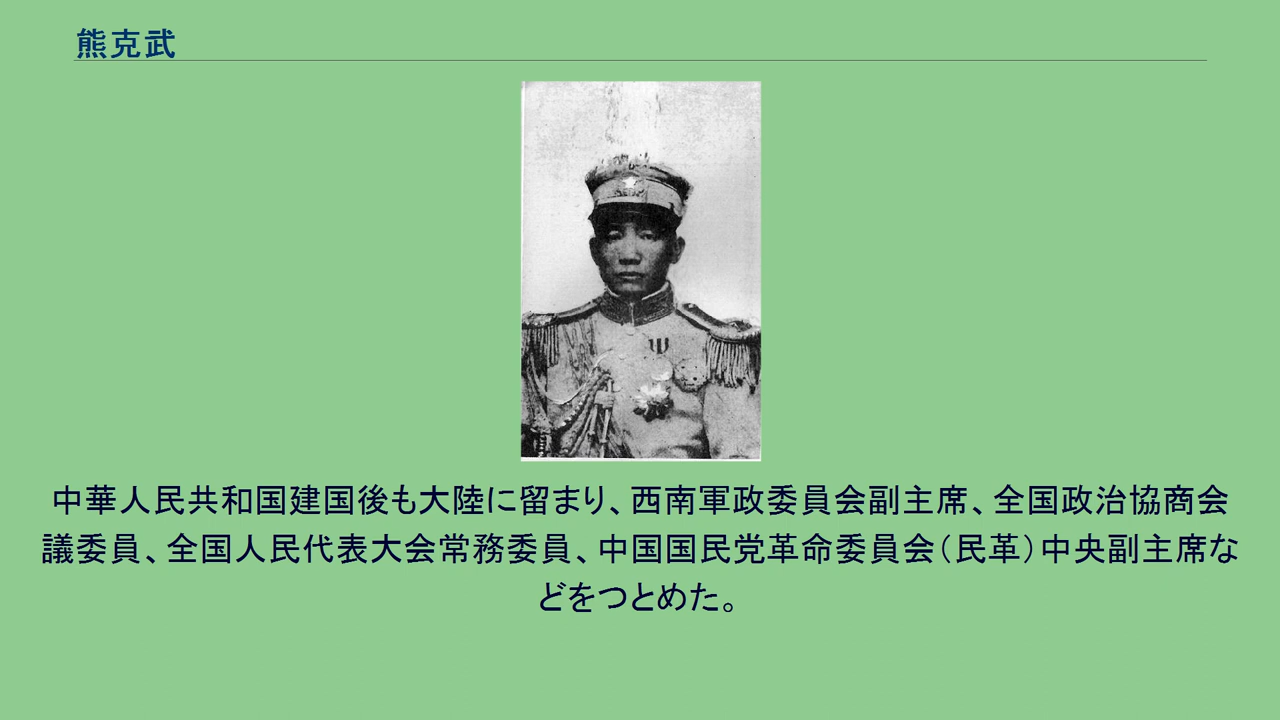 熊克武
中華人民共和国建国後も大陸に留まり、西南軍政委員会副主席、全国政治協商会
議委員、全国人民代表大会常務委員、中国国民党革命委員会（民革）中央副主席な
どをつとめた。